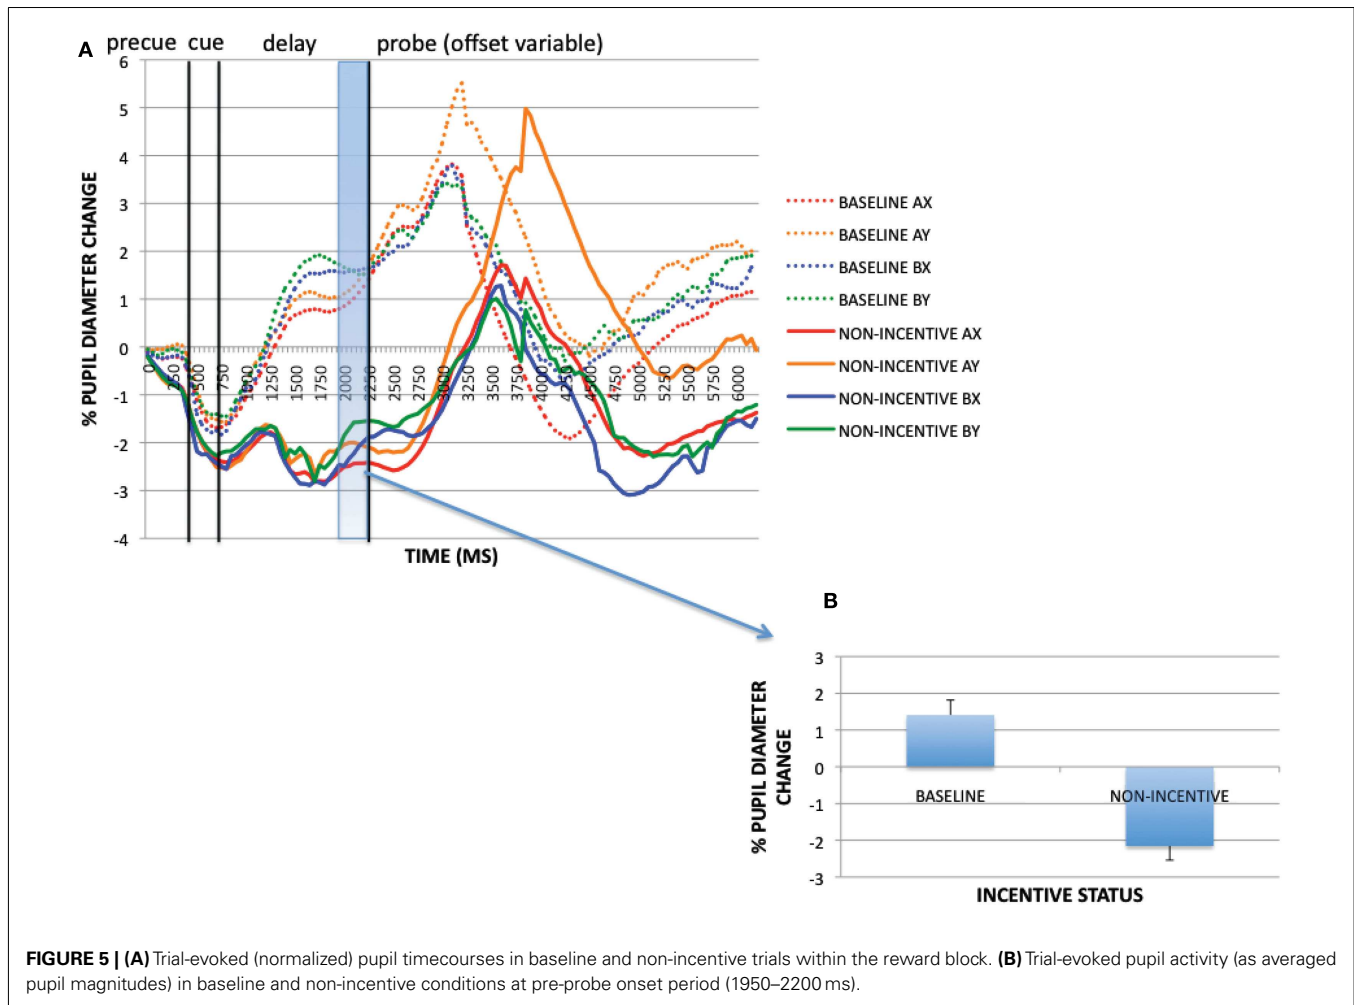 A
precue cue delay probe (offset variable)
6
5
4
3
2
1
0
-1
-2
-3
-4
% PUPIL DIAMETER CHANGE
0 250 500 750 1000 1250 1500 1750 2000 2250 2500 2750 3000 3250 3500 3750 4000 4250 4500 4750 5000 5250 5500 5750 6000
TIME (MS)
BASELINE AX
BASELINE AY
BASELINE BX
BASELINE BY
NON-INCENTIVE AX
NON-INCENTIVE AY
NON-INCENTIVE BX
NON-INCENTIVE BY
B
3
2
1
0
-1
-2
-3
% PUPIL DIAMETER
CHANGE
BASELINE NON-INCENTIVE
INCENTIVE STATUS
FIGURE 5 | (A) Trial-evoked (normalized) pupil timecourses in baseline and non-incentive trials within the reward block. (B) Trial-evoked pupil activity (as averaged
pupil magnitudes) in baseline and non-incentive conditions at pre-probe onset period (1950–2200 ms).